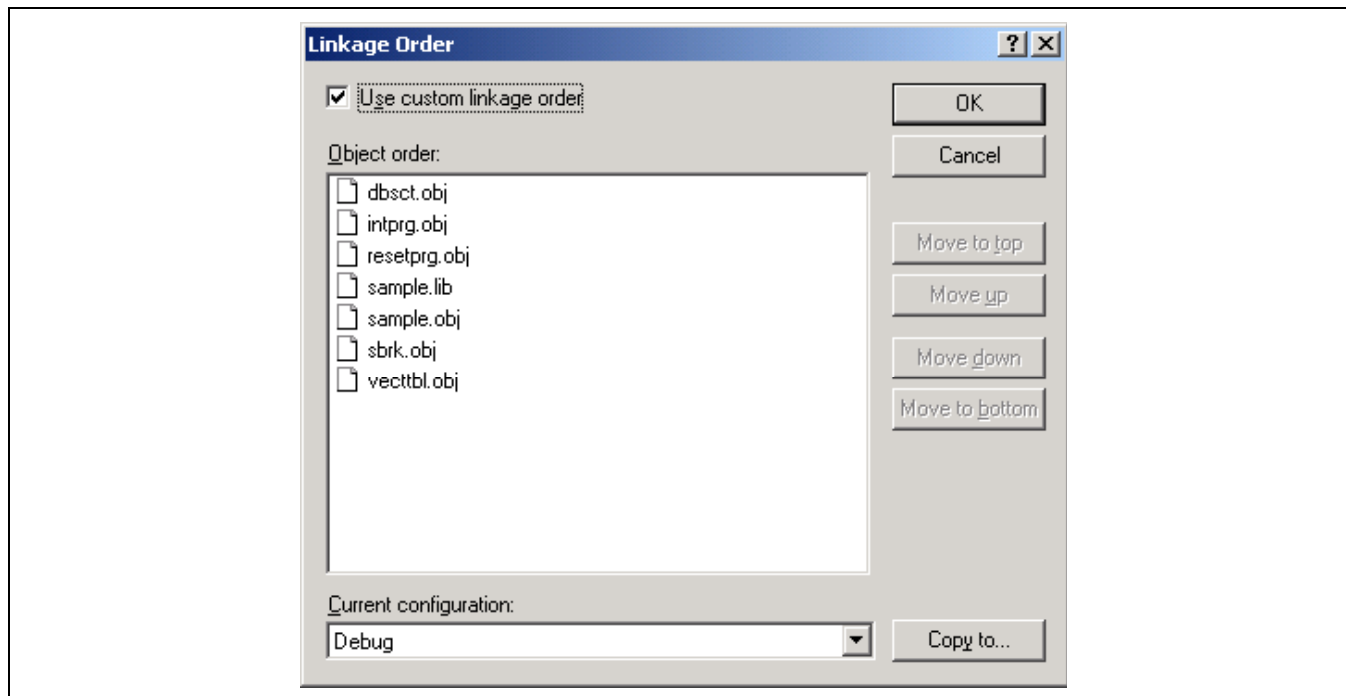 Linkage Order
Use custom linkage order
OK
Object order:
Cancel
dbsct.obj
intprg.obj
resetprg.obj
sample.lib
sample.obj
sbrk.obj
vecttbl.obj
Move to top
Move up
Move down
Move to bottom
Current configuration:
Debug
Copy to...